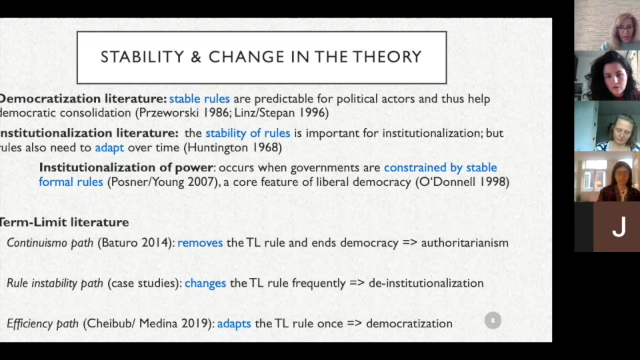 STABILITY & CHANGE IN THE THEORY
Democratization literature: stable rules are predictable for political actors and thus help
democratic consolidation (Przeworski 1986; Linz/Stepan 1996)
Institutionalization literature: the stability of rules is important for institutionalization; but
rules also need to adapt over time (Huntington 1968)
Institutionalization of power: occurs when governments are constrained by stable
formal rules (Posner/Young 2007), a core feature of liberal democracy (O'Donnell 1998)
Term-Limit literature
Continuismo path (Baturo 2014): removes the TL rule and ends democracy => authoritarianism
Rule instability path (case studies): changes the TL rule frequently => de-institutionalization
Efficiency path (Cheibub/ Medina 2019): adapts the TL rule once => democratization
8
J